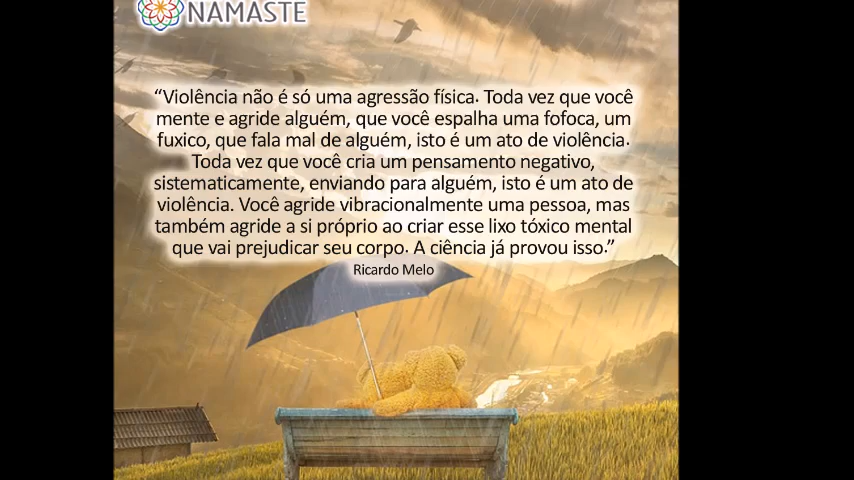 NAMASTE
“Violência não é só uma agressão física. Toda vez que você
mente e agride alguém, que você espalha uma fofoca, um
fuxico, que fala mal de alguém, isto é um ato de violência.
Toda vez que você cria um pensamento negativo,
sistematicamente, enviando para alguém, isto é um ato de
violência. Você agride vibracionalmente uma pessoa, mas
também agride a si próprio ao criar esse lixo tóxico mental
que vai prejudicar seu corpo. A ciência já provou isso.”
Ricardo Melo